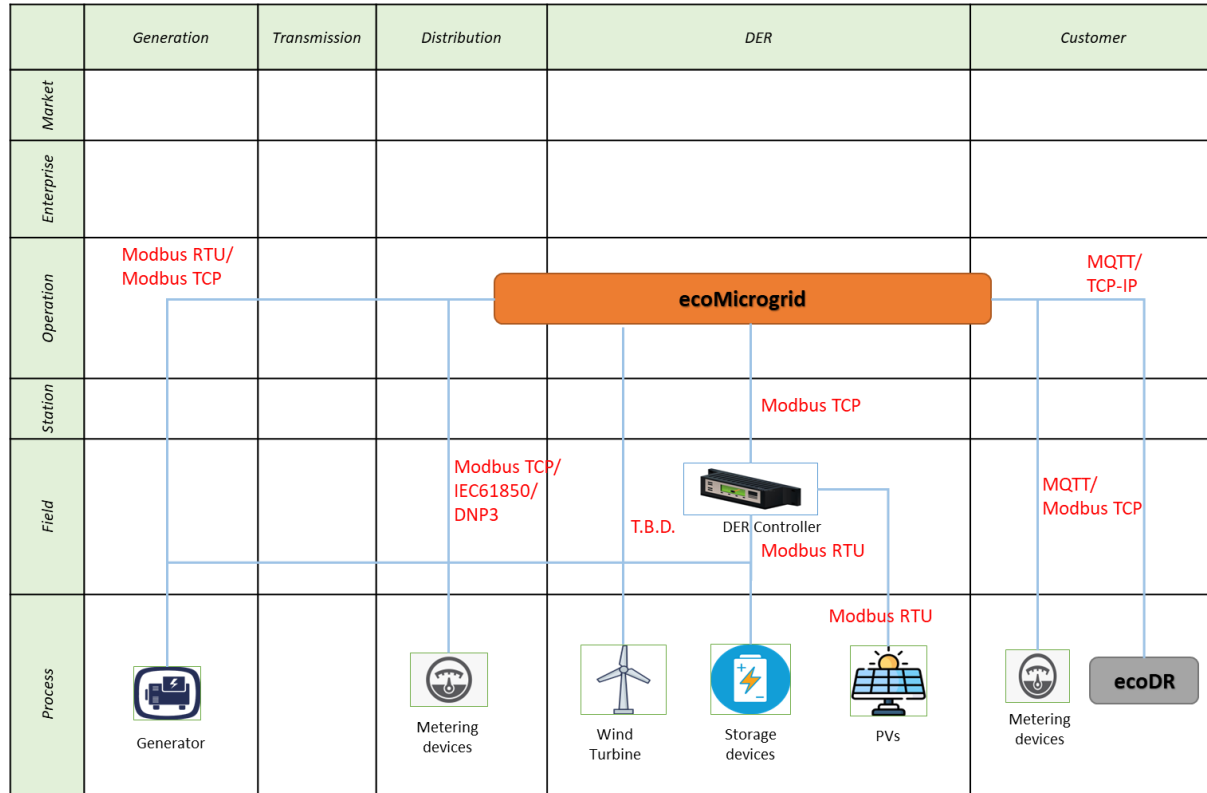 Generation
Transmission
Distribution
DER
Customer
Market
Enterprise
Operation
Modbus RTU/
Modbus TCP
ecoMicrogrid
MQTT/
TCP-IP
Station
Modbus TCP
Field
Modbus TCP/
IEC61850/
DNP3
T.B.D.
DER Controller
Modbus RTU
MQTT/
Modbus TCP
Process
Modbus RTU
Generator
Metering
devices
Wind
Turbine
Storage
devices
PVs
Metering
devices
ecoDR